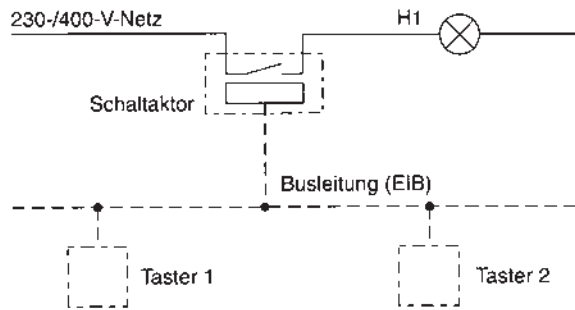 230-/400-V-Netz
H1
Schaltaktor
Busleitung (EIB)
Taster 1
Taster 2